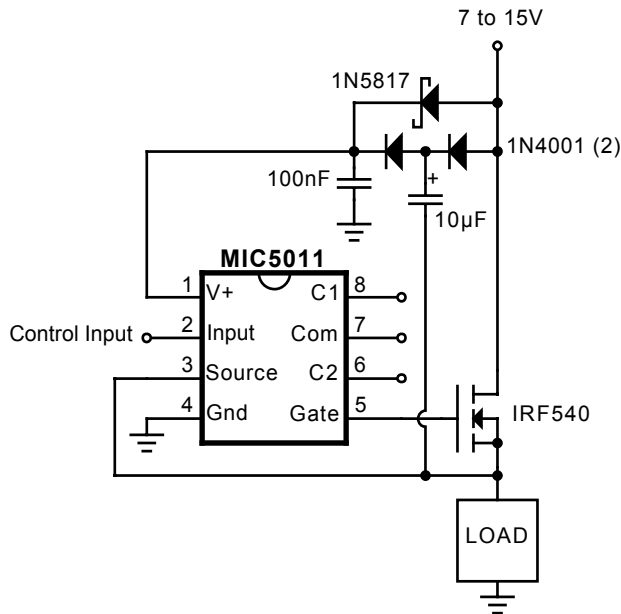 7 to 15V
1N5817
1N4001 (2)
100nF
+
10µF
MIC5011
1 V+ C1 8
Control Input 2 Input Com 7
3 Source C2 6
4 Gnd Gate 5
IRF540
LOAD